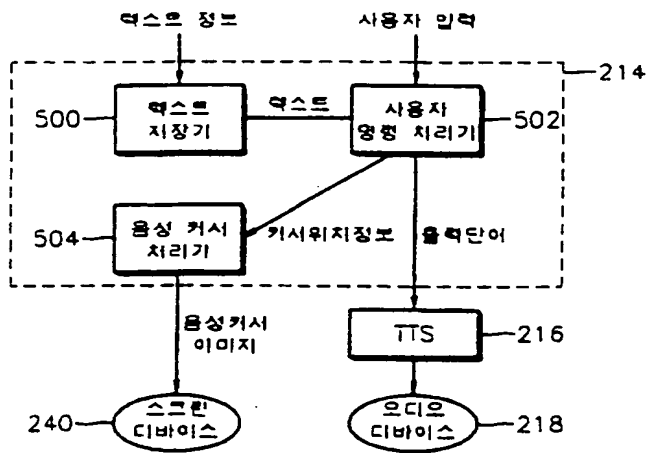 텍스트 정보
사용자 입력
214
500
텍스트
저장기
텍스트
사용자
명령 처리기
502
504
음성 커서
처리기
커서위치정보
출력단어
음성커서
이미지
TTS
216
240
스크린
디바이스
오디오
디바이스
218